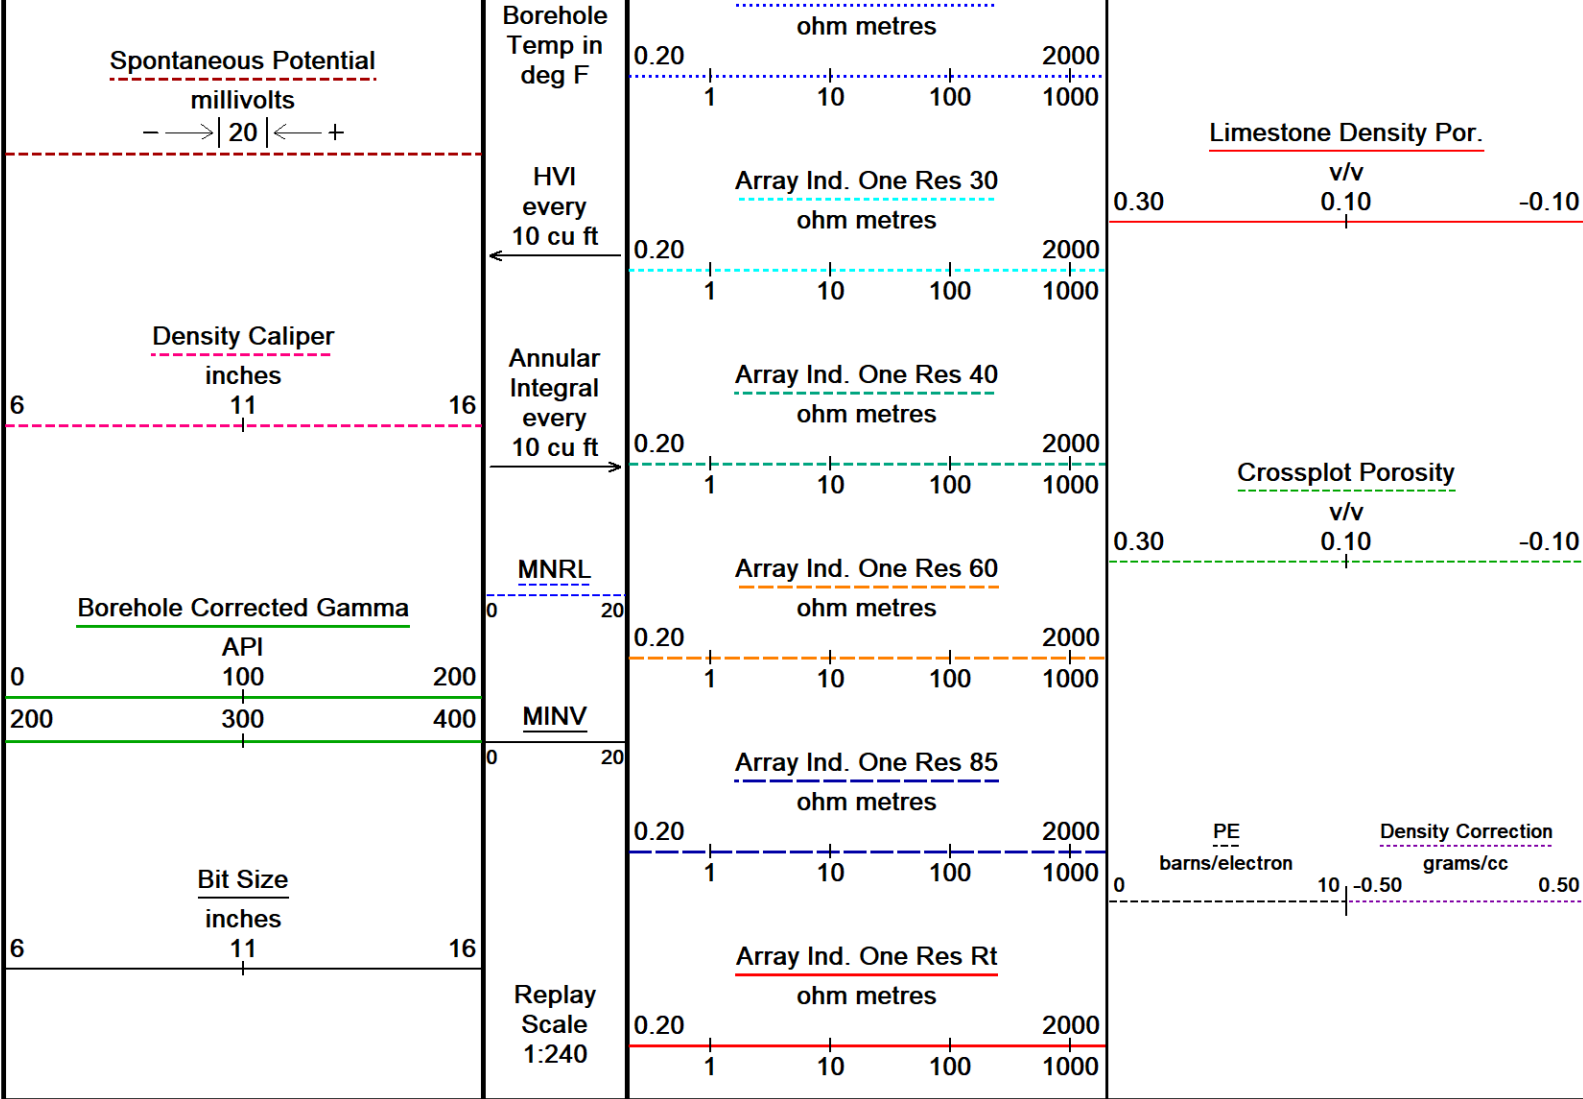 Spontaneous Potential
millivolts
− 20 +
Density Caliper
inches
6 11 16
Borehole Corrected Gamma
API
0 100 200
200 300 400
Bit Size
inches
6 11 16
Borehole
Temp in
deg F
HVI
every
10 cu ft
Annular
Integral
every
10 cu ft
MNRL
0 20
MINV
0 20
Replay
Scale
1:240
ohm metres
0.20 2000
1 10 100 1000
Array Ind. One Res 30
ohm metres
0.20 2000
1 10 100 1000
Array Ind. One Res 40
ohm metres
0.20 2000
1 10 100 1000
Array Ind. One Res 60
ohm metres
0.20 2000
1 10 100 1000
Array Ind. One Res 85
ohm metres
0.20 2000
1 10 100 1000
Array Ind. One Res Rt
ohm metres
0.20 2000
1 10 100 1000
Limestone Density Por.
v/v
0.30 0.10 −0.10
Crossplot Porosity
v/v
0.30 0.10 −0.10
PE
barns/electron
0 10
Density Correction
grams/cc
-0.50 0.50